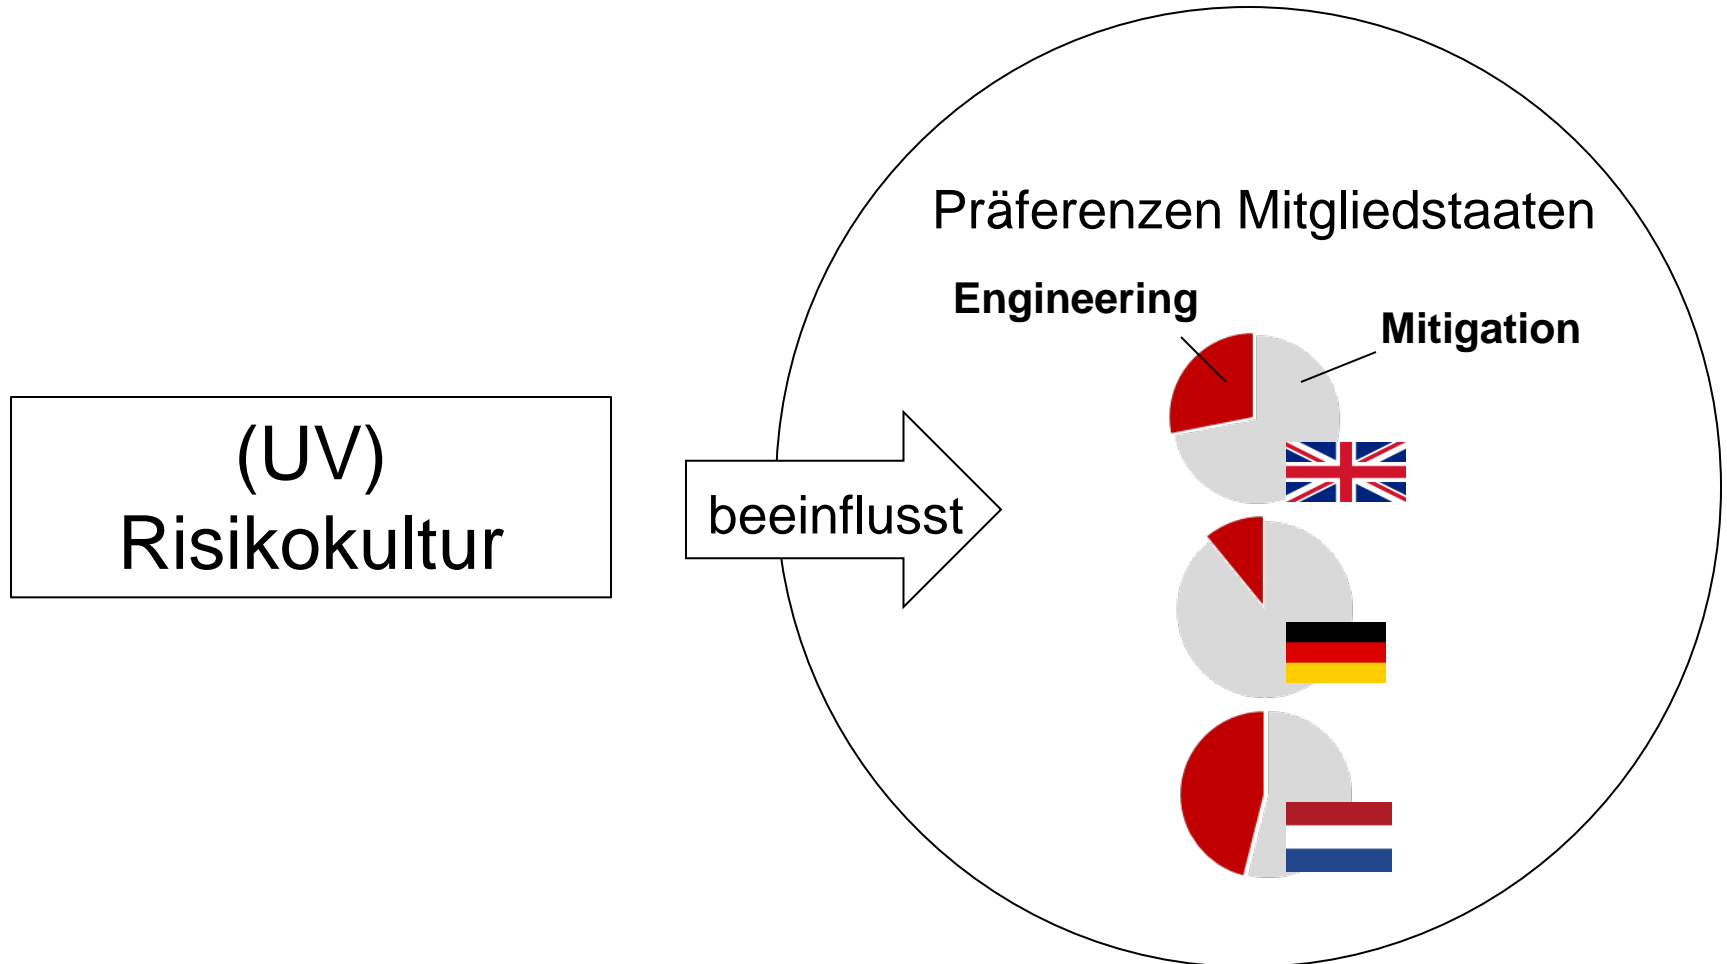 Präferenzen Mitgliedstaaten
Engineering
Mitigation
(UV)
Risikokultur
beeinflusst